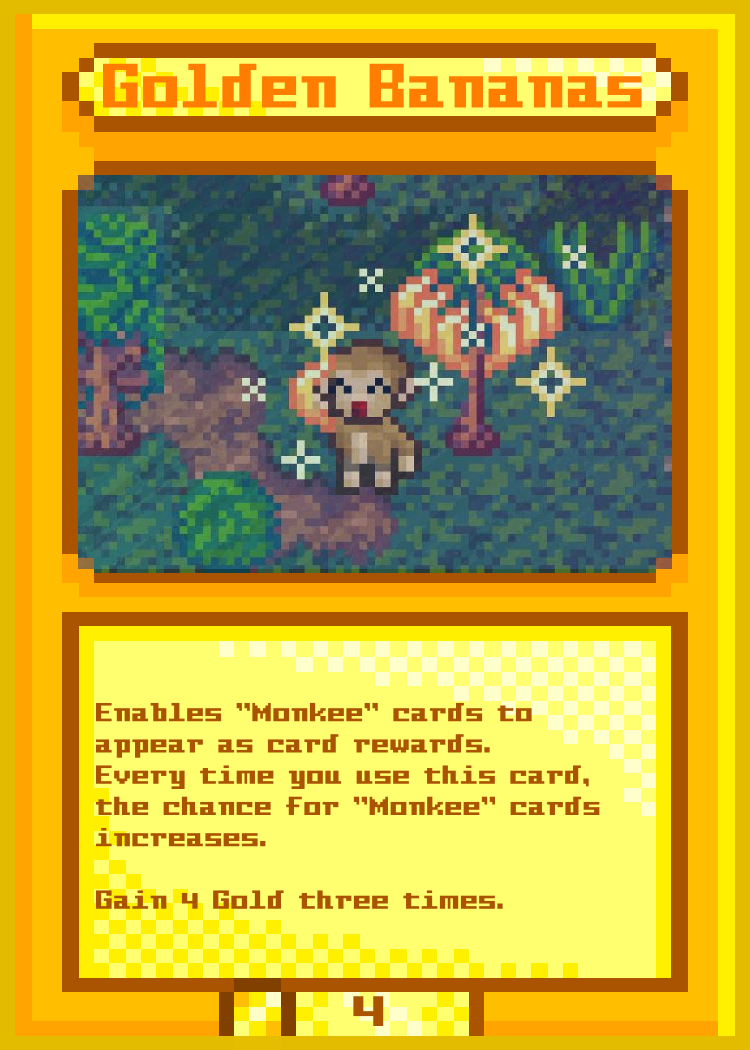 Golden Bananas
Enables "Monkee" cards to
appear as card rewards.
Every time you use this card,
the chance for "Monkee" cards
increases.
Gain 4 Gold three times.
4